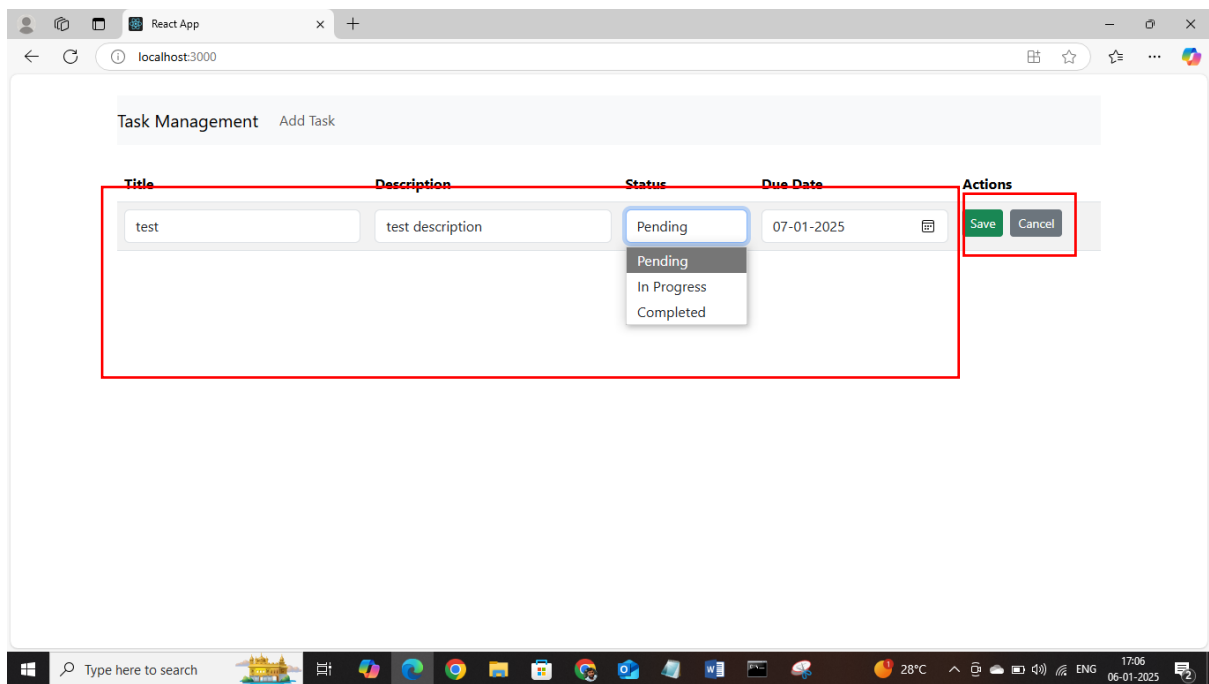 React App
localhost:3000
Task Management Add Task
Title Description Status Due Date Actions
test test description Pending 07-01-2025 Save Cancel
Pending
In Progress
Completed
Type here to search 1 28°C ENG 17:06
06-01-2025 2